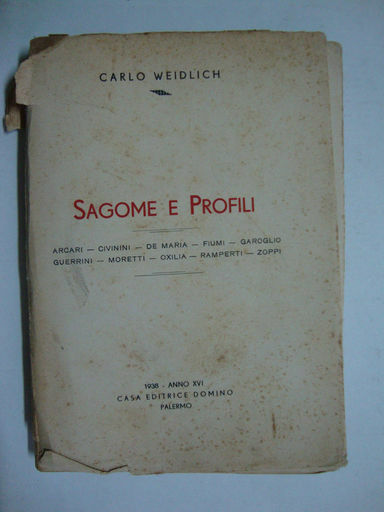 CARLO WEIDLICH
SAGOME E PROFILI
ARCARI — CIVININI — DE MARIA — FIUMI — GAROGLIO
GUERRINI — MORETTI — OXILIA — RAMPERTI — ZOPPI
1938 - ANNO XVI
CASA EDITRICE DOMINO
PALERMO